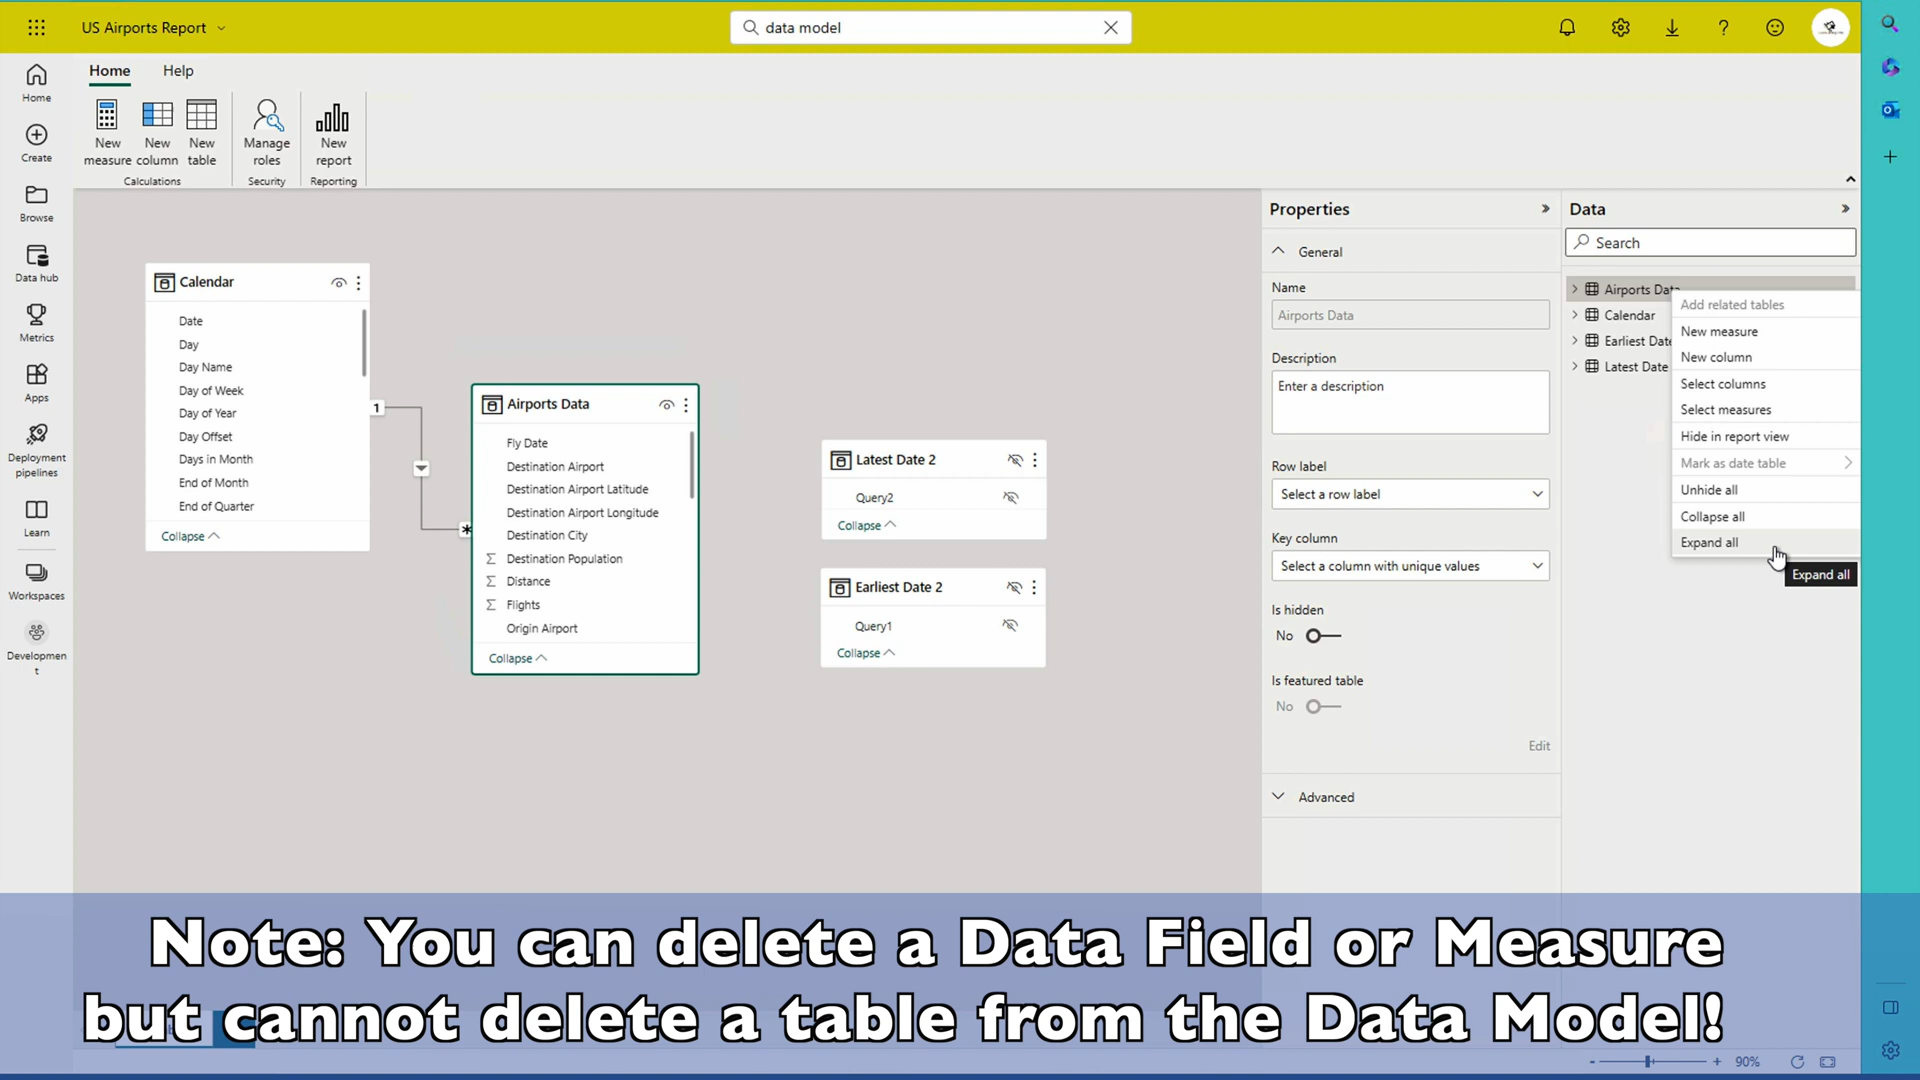 US Airports Report
data model
Home
Help
Home
Create
Browse
Data hub
Metrics
Apps
Deployment
pipelines
Learn
Workspaces
Developmen
t
New
measure
New
column
New
table
Calculations
Manage
roles
Security
New
report
Reporting
Calendar
Date
Day
Day Name
Day of Week
Day of Year
Day Offset
Days in Month
End of Month
End of Quarter
Collapse
1
*
Airports Data
Fly Date
Destination Airport
Destination Airport Latitude
Destination Airport Longitude
Destination City
Σ Destination Population
Σ Distance
Σ Flights
Origin Airport
Collapse
Latest Date 2
Query2
Collapse
Earliest Date 2
Query1
Collapse
Properties
General
Name
Airports Data
Description
Enter a description
Row label
Select a row label
Key column
Select a column with unique values
Is hidden
No
Is featured table
No
Edit
Advanced
Data
Search
Airports Data
Calendar
Earliest Date
Latest Date
Add related tables
New measure
New column
Select columns
Select measures
Hide in report view
Mark as date table
Unhide all
Collapse all
Expand all
Expand all
Note: You can delete a Data Field or Measure
but cannot delete a table from the Data Model!
- + 90%